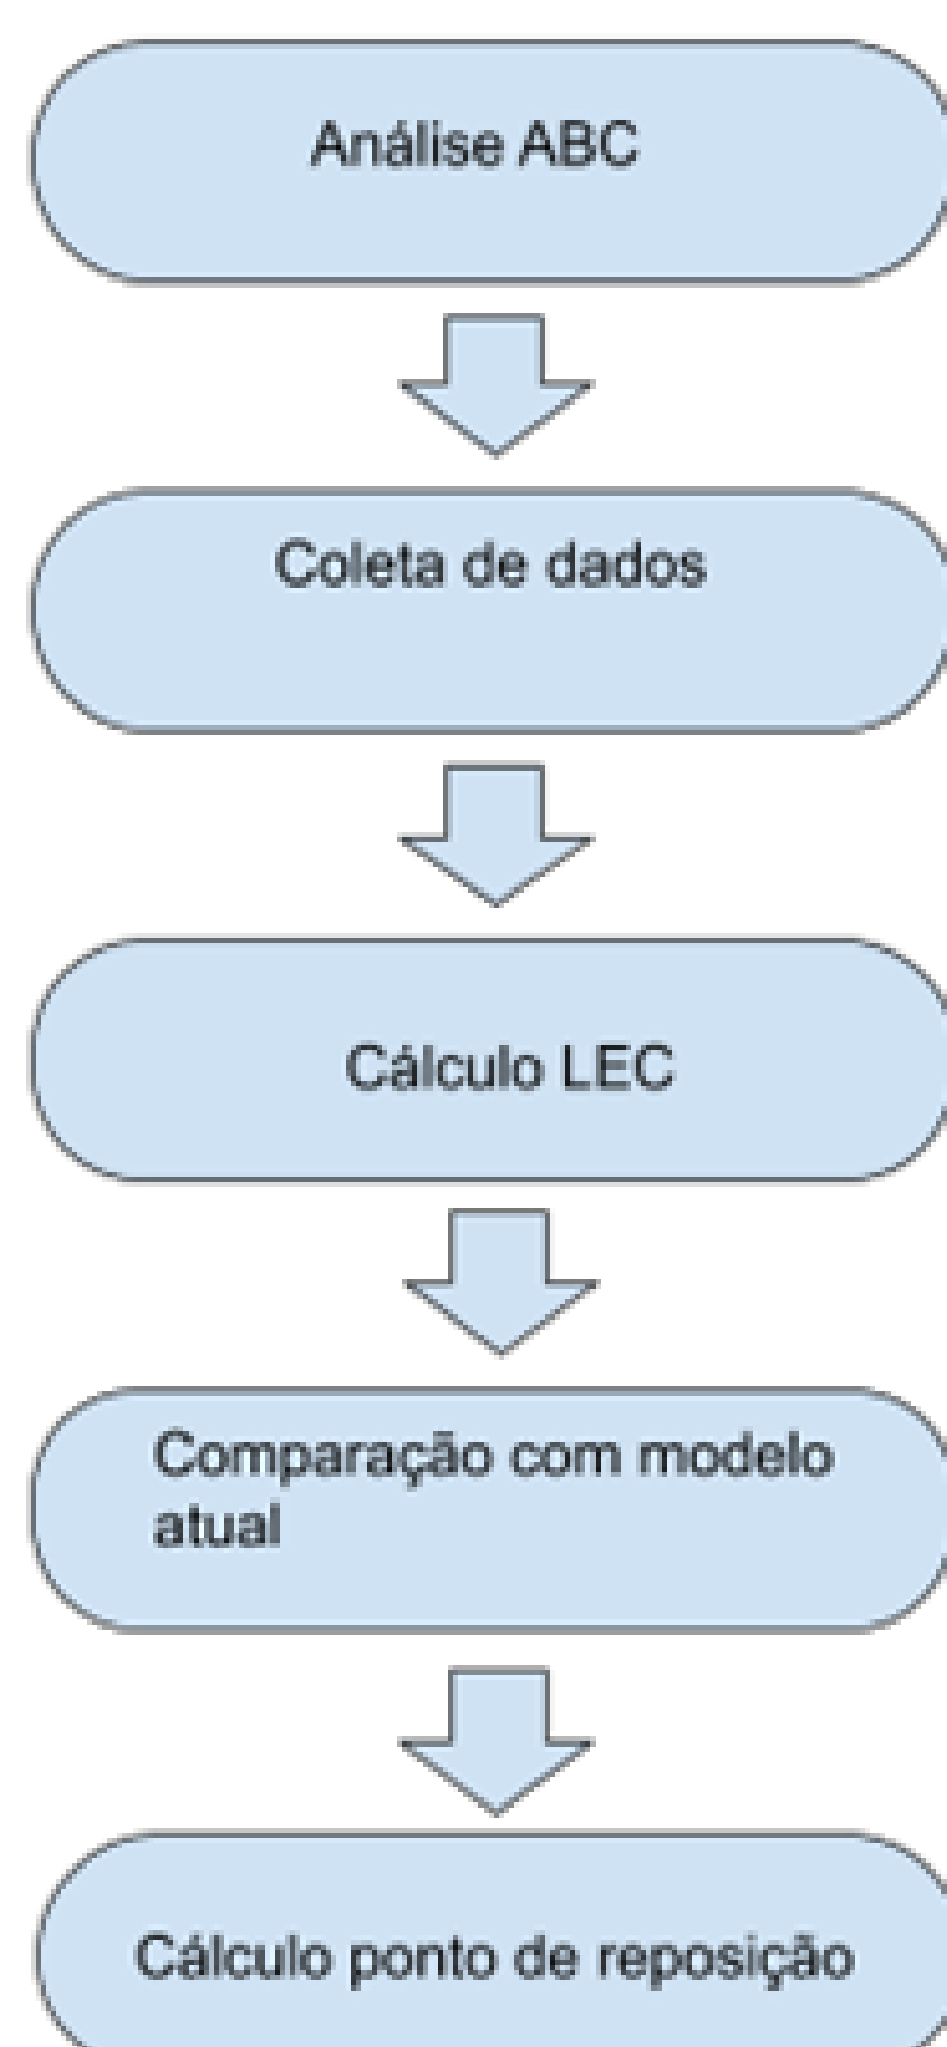 Análise ABC
Coleta de dados
Cálculo LEC
Comparação com modelo
atual
Cálculo ponto de reposição